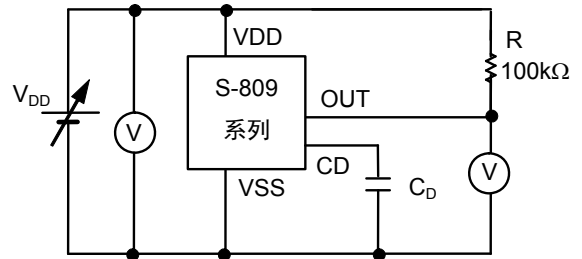 VDD
R
100kΩ
S-809
系列
V_DD
OUT
V
V
CD
VSS
C_D